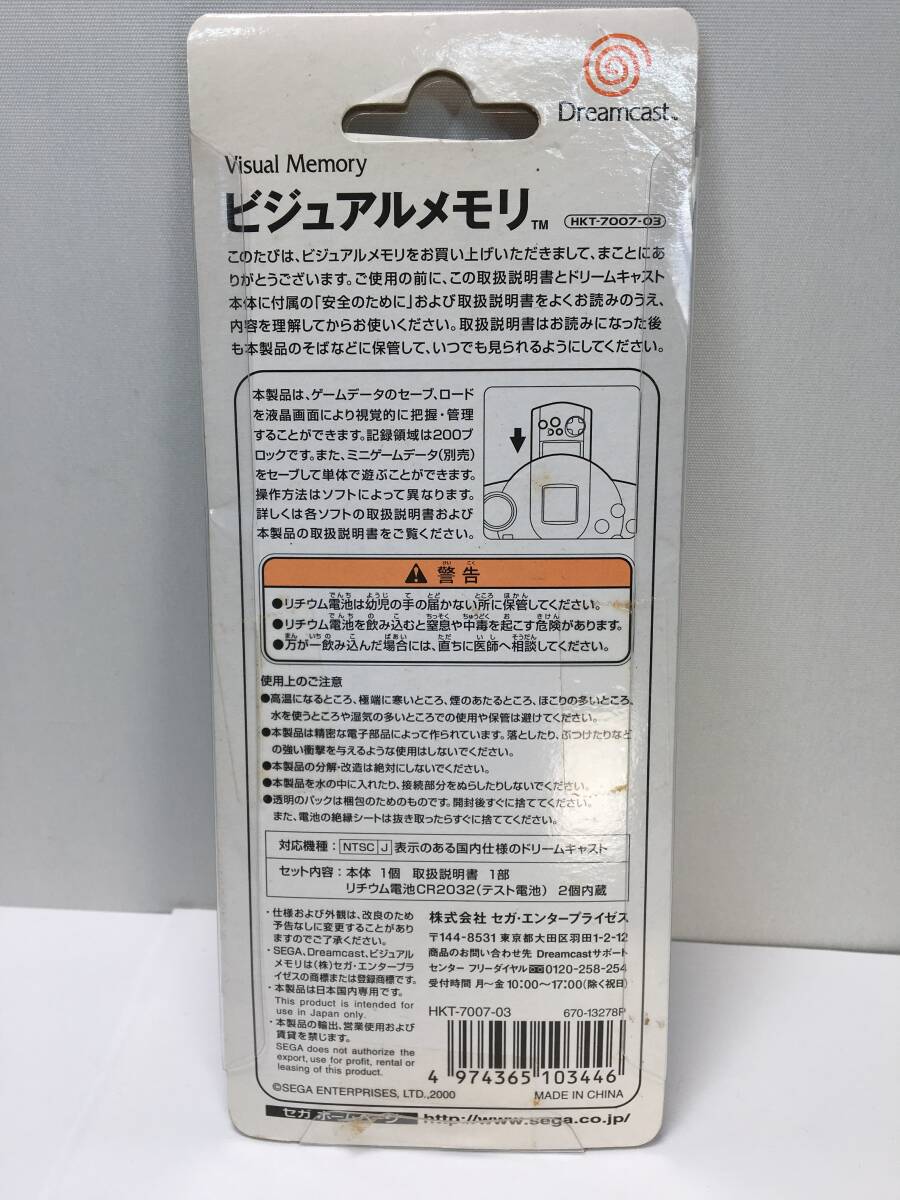 Dreamcast™
Visual Memory
ビジュアルメモリ™ HKT-7007-03
このたびは、ビジュアルメモリをお買い上げいただきまして、まことにあ
りがとうございます。ご使用の前に、この取扱説明書とドリームキャスト
本体に付属の「安全のために」および取扱説明書をよくお読みのうえ、
内容を理解してからお使いください。取扱説明書はお読みになった後
も本製品のそばなどに保管して、いつでも見られるようにしてください。
本製品は、ゲームデータのセーブ、ロード
を液晶画面により視覚的に把握・管理
することができます。記録領域は200ブ
ロックです。また、ミニゲームデータ(別売)
をセーブして単体で遊ぶことができます。
操作方法はソフトによって異なります。
詳しくは各ソフトの取扱説明書および
本製品の取扱説明書をご覧ください。
警告
●リチウム電池は幼児の手の届かない所に保管してください。
●リチウム電池を飲み込むと窒息や中毒を起こす危険があります。
●万が一飲み込んだ場合には、直ちに医師へ相談してください。
使用上のご注意
●高温になるところ、極端に寒いところ、煙のあたるところ、ほこりの多いところ、
水を使うところや湿気の多いところでの使用や保管は避けてください。
●本製品は精密な電子部品によって作られています。落としたり、ぶつけたりなど
の強い衝撃を与えるような使用はしないでください。
●本製品の分解・改造は絶対にしないでください。
●本製品を水の中に入れたり、接続部分をぬらしたりしないでください。
●透明のパックは梱包のためのものです。開封後すぐに捨ててください。
また、電池の絶縁シートは抜き取ったらすぐに捨ててください。
対応機種：NTSC J 表示のある国内仕様のドリームキャスト
セット内容：本体 1個 取扱説明書 1部
リチウム電池CR2032(テスト電池) 2個内蔵
・仕様および外観は、改良のため
予告なしに変更することがあり
ますのでご了承ください。
・SEGA、Dreamcast、ビジュアル
メモリは(株)セガ・エンタープラ
イゼスの商標または登録商標です。
・本製品は日本国内専用です。
This product is intended for
use in Japan only.
・本製品の輸出、営業使用および
賃貸を禁じます。
SEGA does not authorize the
export, use for profit, rental or
leasing of this product.
株式会社 セガ・エンタープライゼス
〒144-8531 東京都大田区羽田1-2-12
商品のお問い合わせ先 Dreamcastサポート
センター フリーダイヤル 0120-258-254
受付時間 月〜金 10:00〜17:00(除く祝日)
HKT-7007-03 670-13278P
4 974365 103446
©SEGA ENTERPRISES, LTD.,2000 MADE IN CHINA
セガ ホームページ http://www.sega.co.jp/